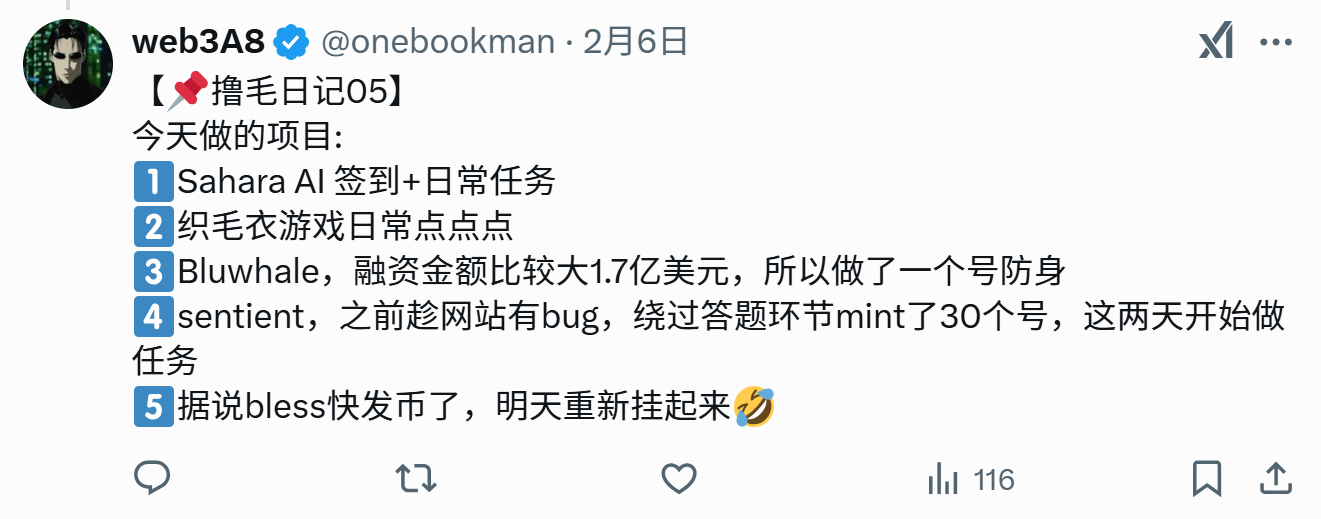 web3A8 @onebookman · 2月6日
【📌撸毛日记05】
今天做的项目:
1️⃣Sahara AI 签到+日常任务
2️⃣织毛衣游戏日常点点点
3️⃣Bluwhale，融资金额比较大1.7亿美元，所以做了一个号防身
4️⃣sentient，之前趁网站有bug，绕过答题环节mint了30个号，这两天开始做
任务
5️⃣据说bless快发币了，明天重新挂起来🤣
116